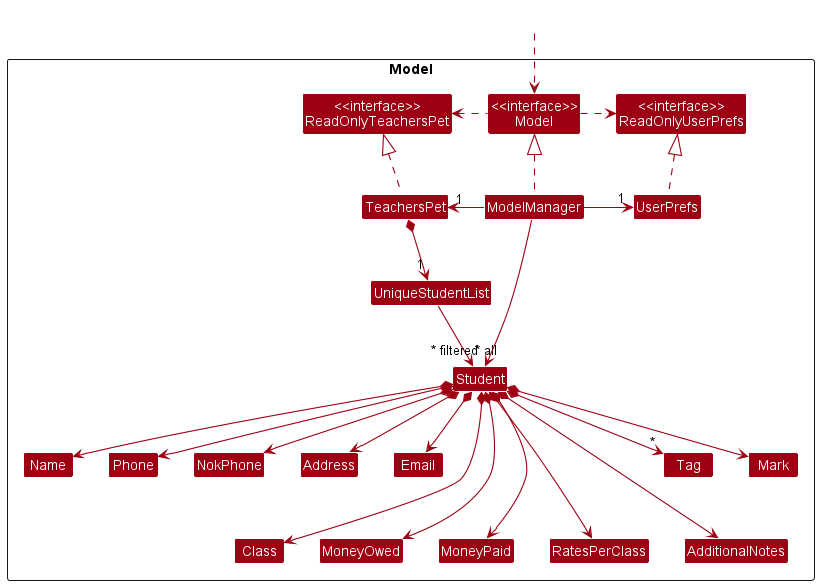 Model
<<interface>>
ReadOnlyTeachersPet
<<interface>>
Model
<<interface>>
ReadOnlyUserPrefs
TeachersPet
1
ModelManager
1
UserPrefs
1
UniqueStudentList
* filtered
* all
Student
Name
Phone
NokPhone
Address
Email
*
Tag
Mark
Class
MoneyOwed
MoneyPaid
RatesPerClass
AdditionalNotes